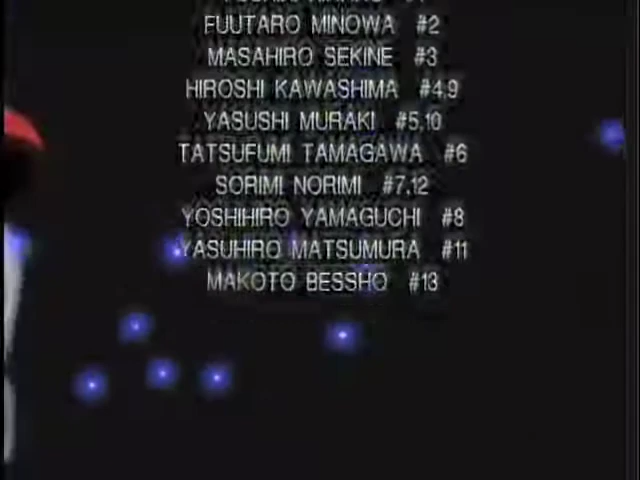 FUUTARO MINOWA #2
MASAHIRO SEKINE #3
HIROSHI KAWASHIMA #4,9
YASUSHI MURAKI #5,10
TATSUFUMI TAMAGAWA #6
SORIMI NORIMI #7,12
YOSHIHIRO YAMAGUCHI #8
YASUHIRO MATSUMURA #11
MAKOTO BESSHO #13